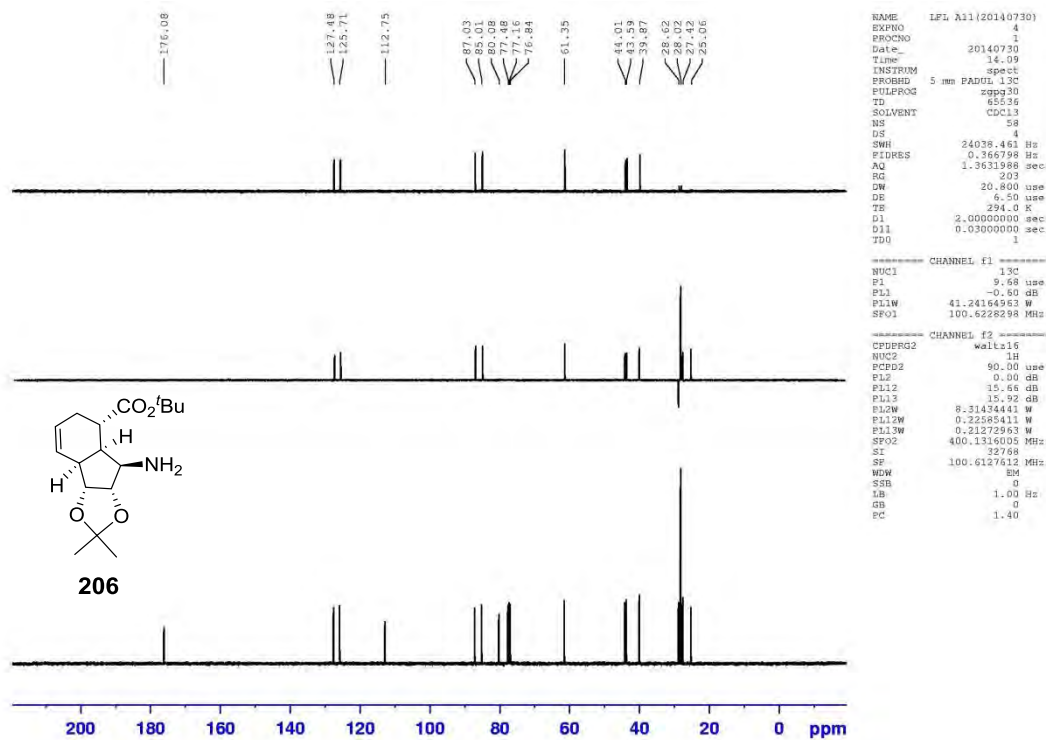 176.08
127.48
125.71
112.75
87.03
85.01
80.08
77.48
77.16
76.84
61.35
44.01
43.59
39.87
28.62
28.02
27.42
25.06
NAME LFL A11(20140730)
EXPNO 4
PROCNO 1
Date_ 20140730
Time 14.09
INSTRUM spect
PROBHD 5 mm PADUL 13C
PULPROG zgpg30
TD 65536
SOLVENT CDCl3
NS 58
DS 4
SWH 24038.461 Hz
FIDRES 0.366798 Hz
AQ 1.3631988 sec
RG 203
DW 20.800 use
DE 6.50 use
TE 294.0 K
D1 2.00000000 sec
D11 0.03000000 sec
TD0 1
======== CHANNEL f1 ========
NUC1 13C
P1 9.68 use
PL1 -0.60 dB
PL1W 41.24164963 W
SFO1 100.6228298 MHz
======== CHANNEL f2 ========
CPDPRG2 waltz16
NUC2 1H
PCPD2 90.00 use
PL2 0.00 dB
PL12 15.66 dB
PL13 15.92 dB
PL2W 8.31434441 W
PL12W 0.22585411 W
PL13W 0.21272963 W
SFO2 400.1316005 MHz
SI 32768
SF 100.6127612 MHz
WDW EM
SSB 0
LB 1.00 Hz
GB 0
PC 1.40
CO2tBu
H
NH2
H
O O
206
200 180 160 140 120 100 80 60 40 20 0 ppm